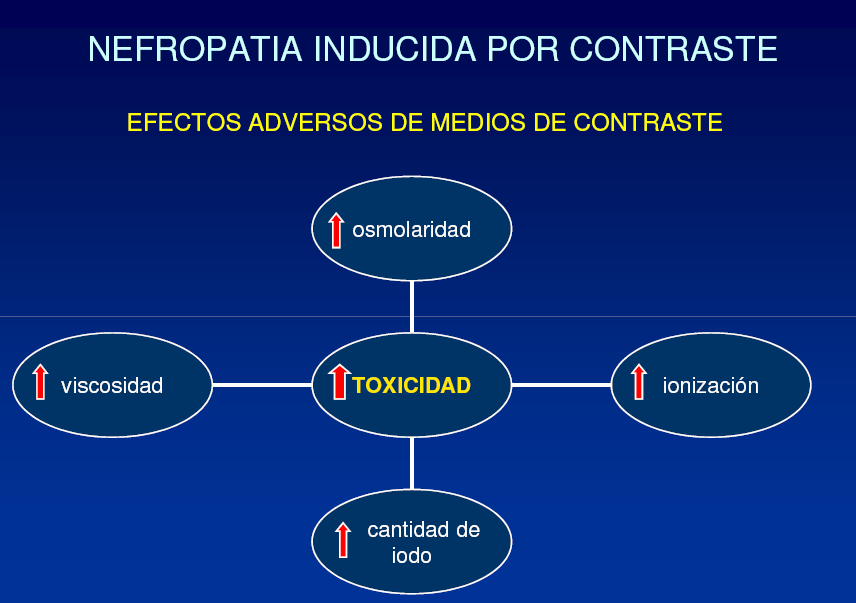 NEFROPATIA INDUCIDA POR CONTRASTE
EFECTOS ADVERSOS DE MEDIOS DE CONTRASTE
osmolaridad
viscosidad
TOXICIDAD
ionización
cantidad de
iodo